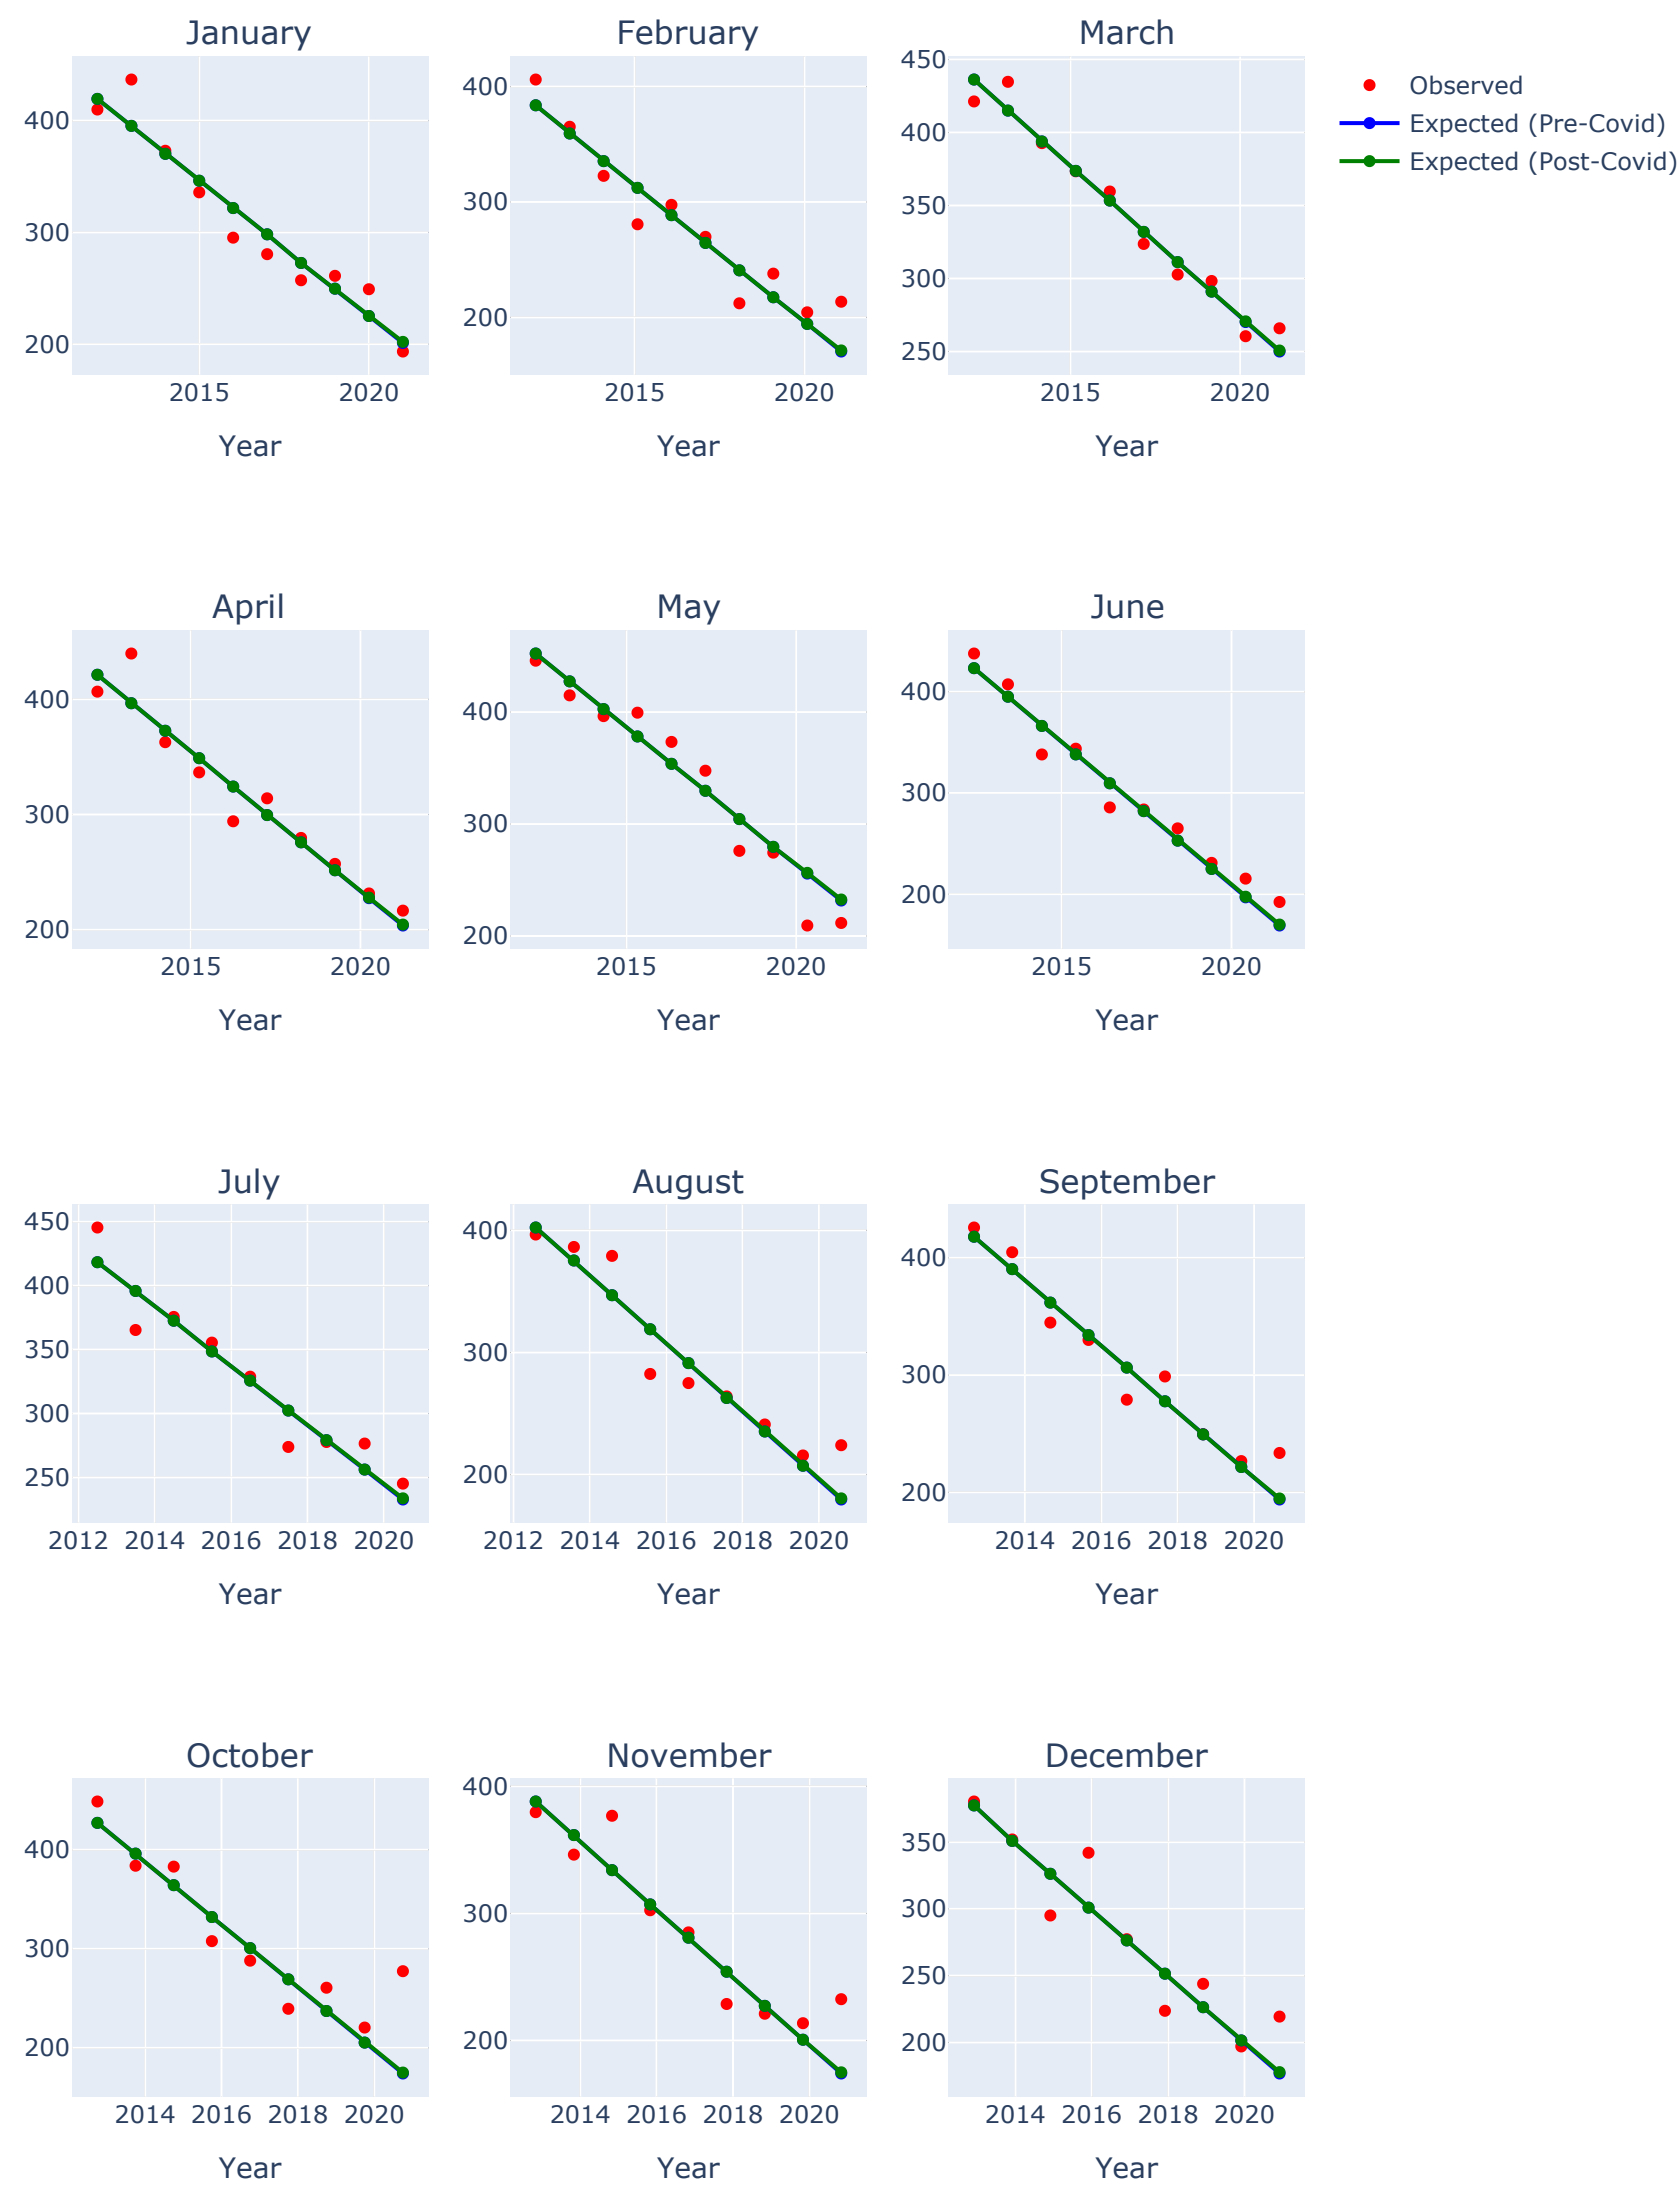 January February March
450
400
300
200
2015 2020
Year
400
300
200
2015 2020
Year
450
400
350
300
250
2015 2020
Year
Observed
Expected (Pre-Covid)
Expected (Post-Covid)
April May June
400
300
200
2015 2020
Year
400
300
200
2015 2020
Year
400
300
200
2015 2020
Year
July August September
450
400
350
300
250
2012 2014 2016 2018 2020
Year
400
300
200
2012 2014 2016 2018 2020
Year
400
300
200
2014 2016 2018 2020
Year
October November December
400
300
200
2014 2016 2018 2020
Year
400
300
200
2014 2016 2018 2020
Year
350
300
250
200
2014 2016 2018 2020
Year